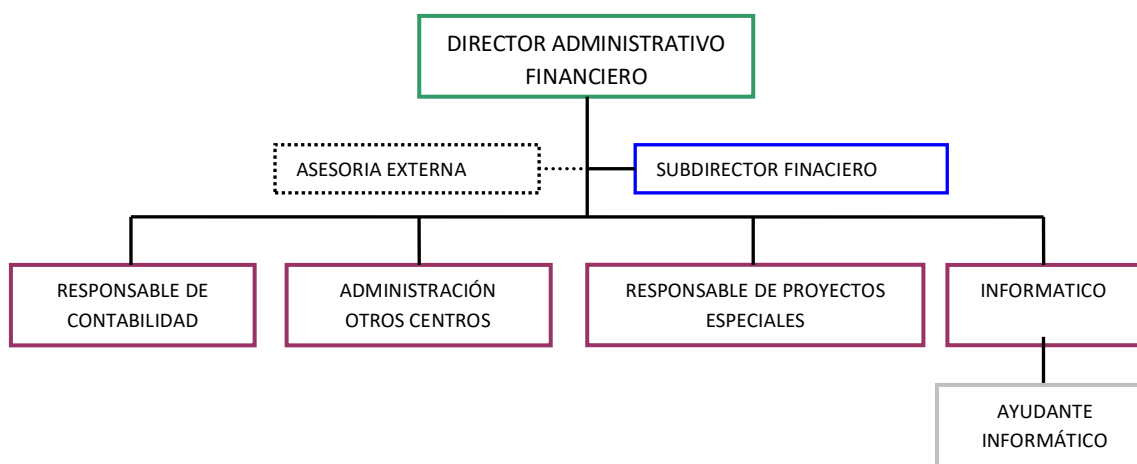 DIRECTOR ADMINISTRATIVO
FINANCIERO
ASESORIA EXTERNA
SUBDIRECTOR FINACIERO
RESPONSABLE DE
CONTABILIDAD
ADMINISTRACIÓN
OTROS CENTROS
RESPONSABLE DE PROYECTOS
ESPECIALES
INFORMATICO
AYUDANTE
INFORMÁTICO